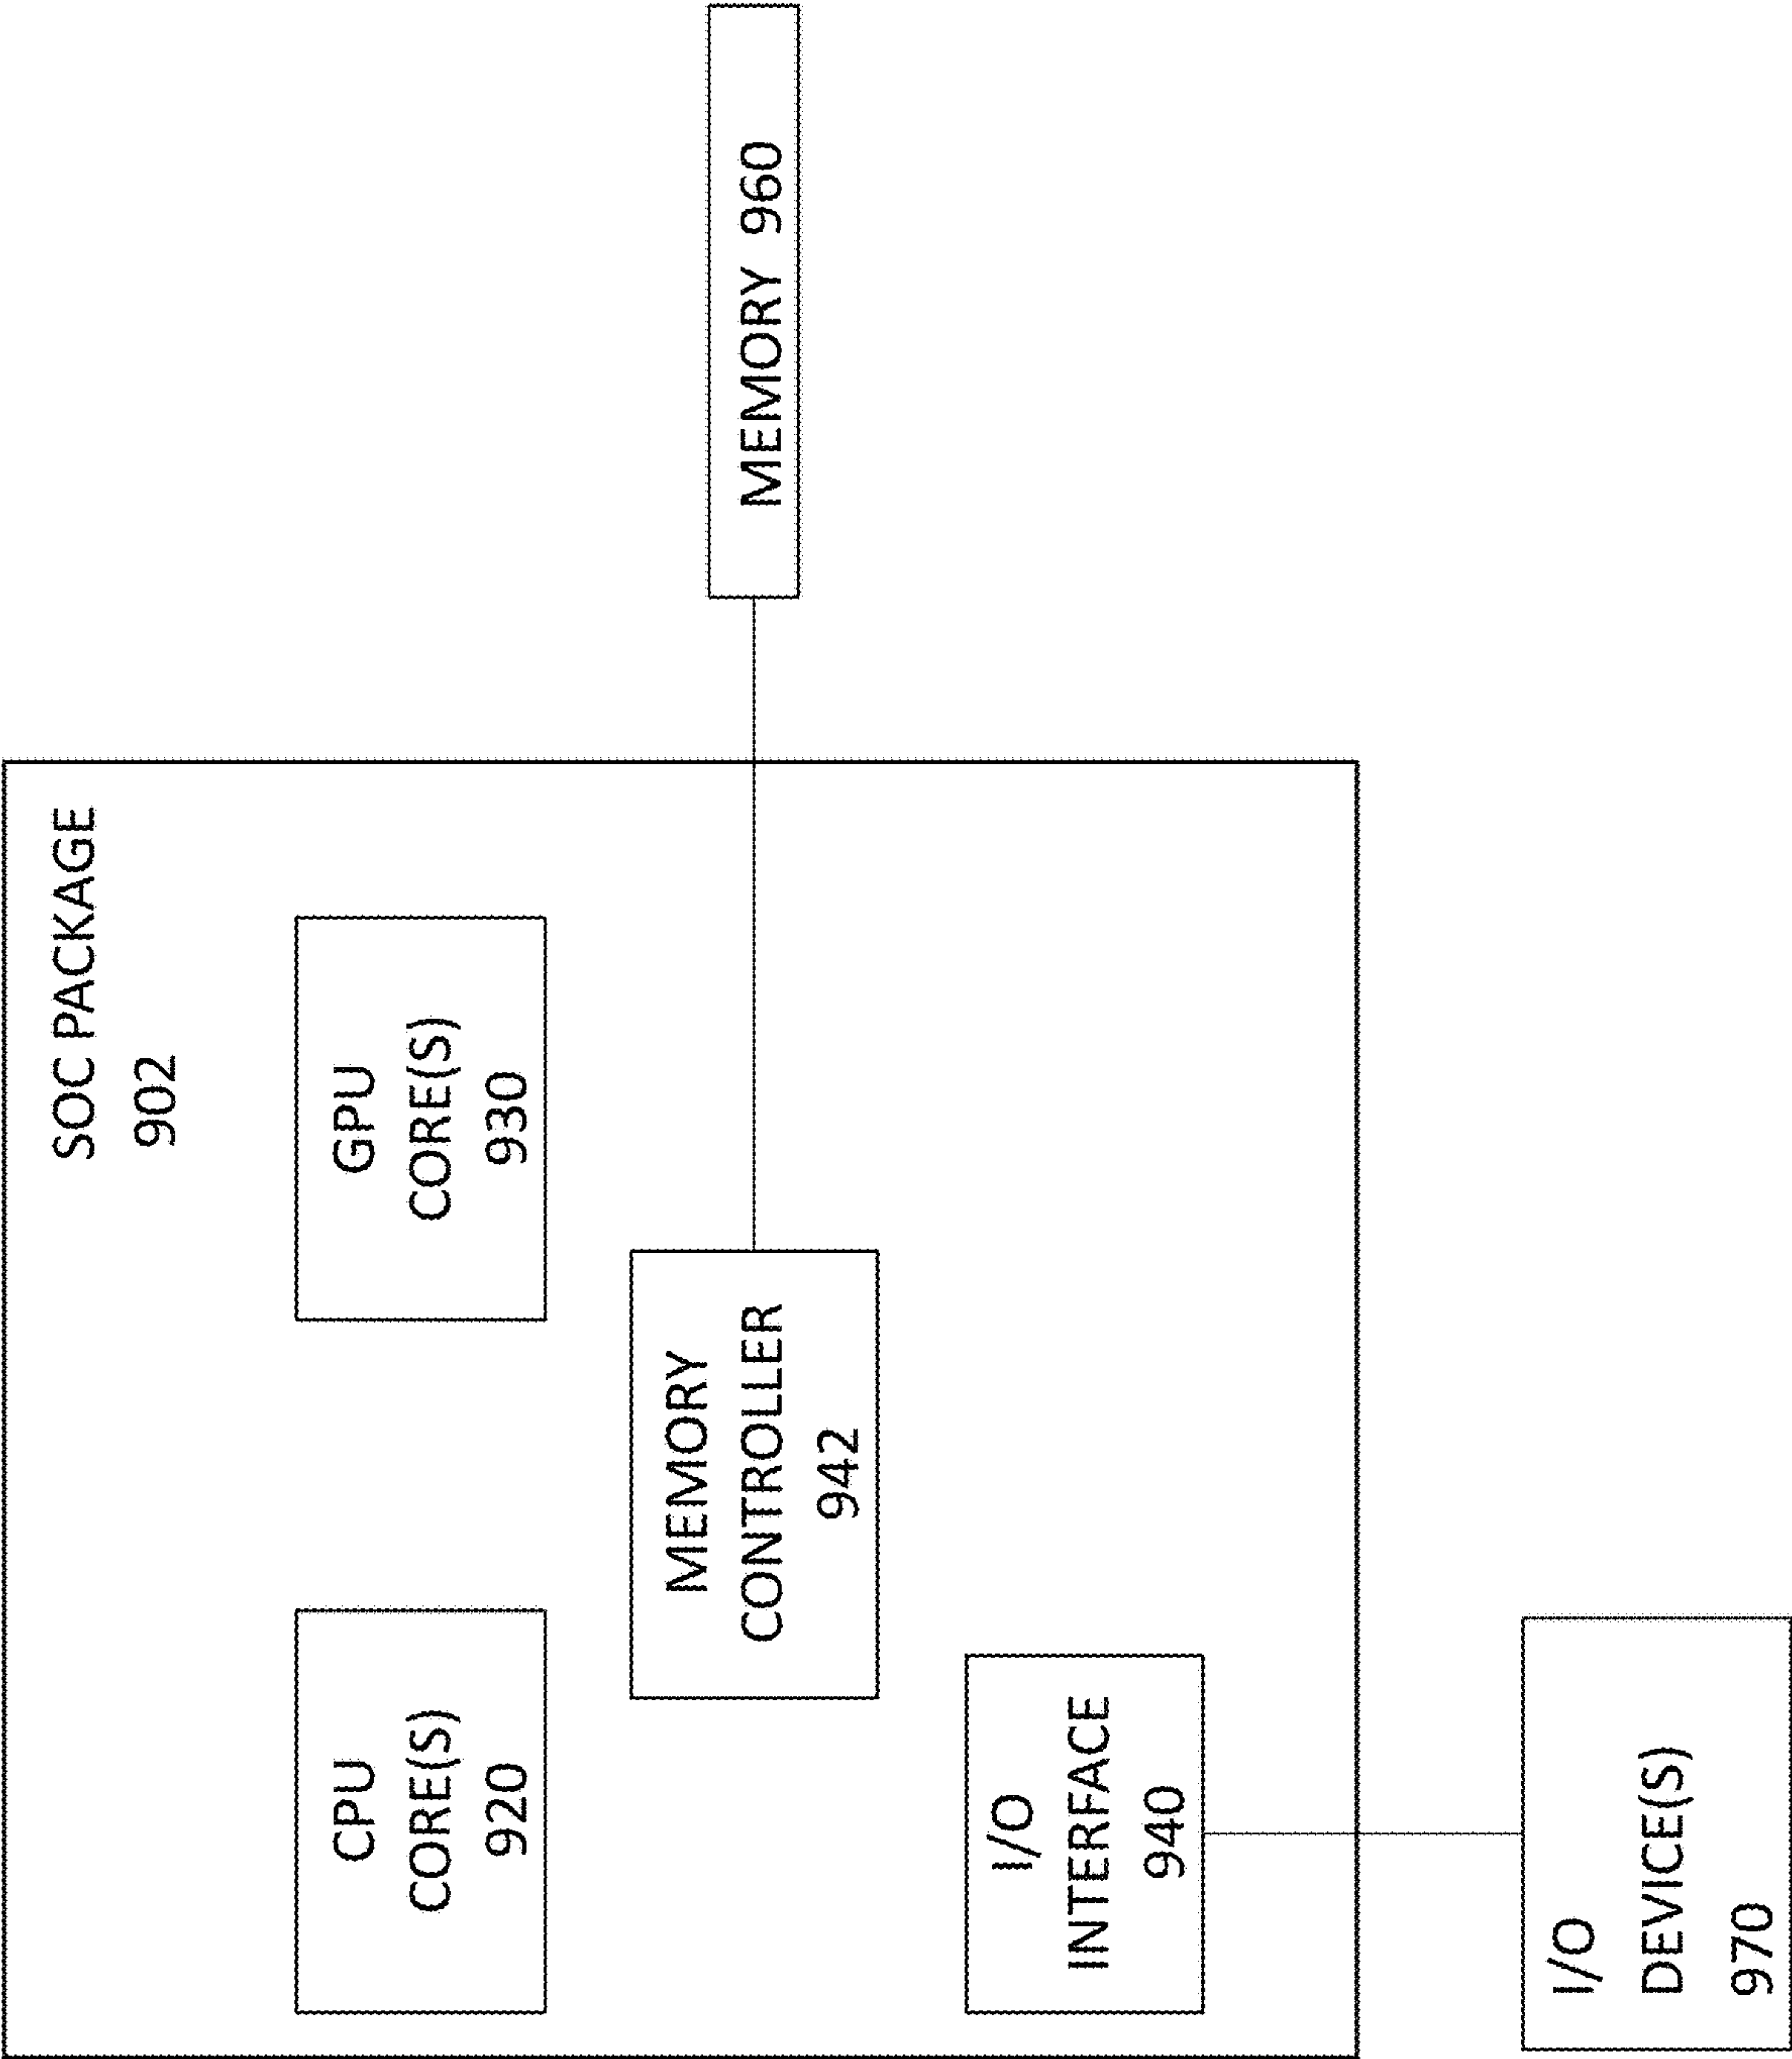 SOC PACKAGE
902
CPU
CORE(S)
920
GPU
CORE(S)
930
MEMORY
CONTROLLER
942
MEMORY 960
I/O
INTERFACE
940
I/O
DEVICE(S)
970